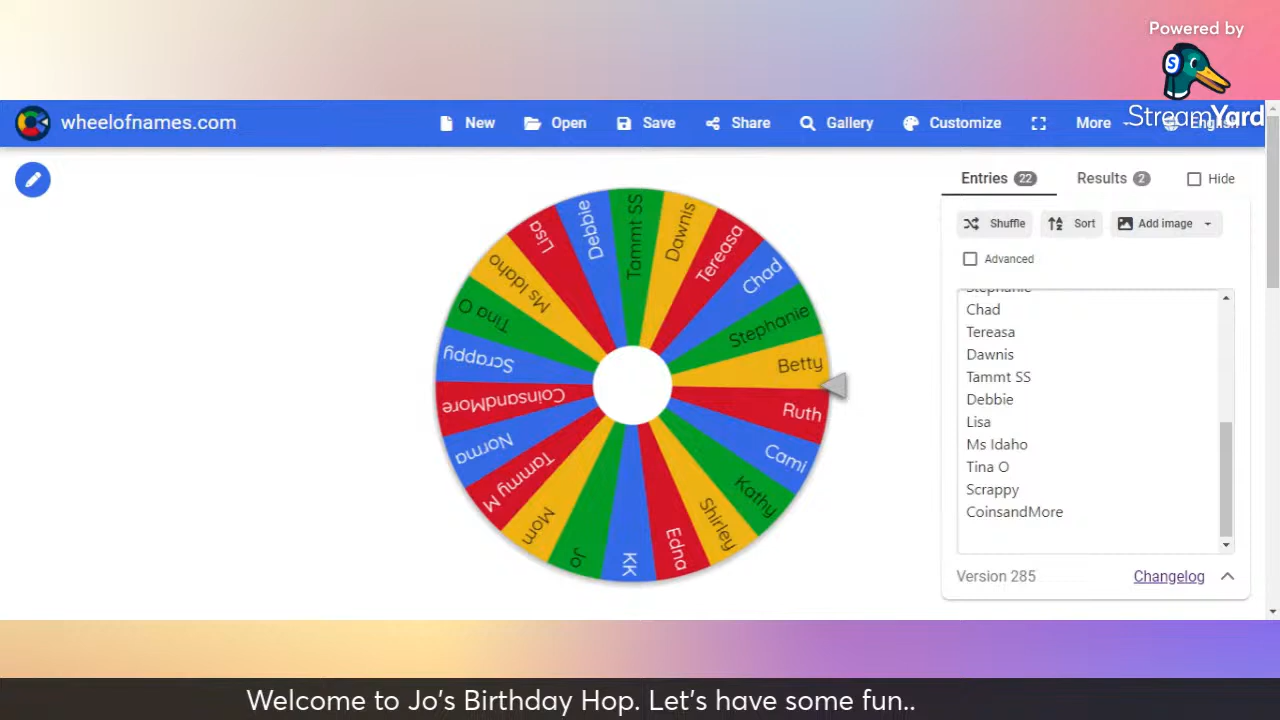 Powered by
StreamYard
wheelofnames.com
New
Open
Save
Share
Gallery
Customize
More
English
Entries 22
Results 2
Hide
Shuffle
Sort
Add image
Advanced
Stephanie
Chad
Tereasa
Dawnis
Tammt SS
Debbie
Lisa
Ms Idaho
Tina O
Scrappy
CoinsandMore
Version 285
Changelog
Tammt SS
Dawnis
Tereasa
Chad
Stephanie
Betty
Ruth
Cami
Kathy
Shirley
Edna
KK
Jo
Mom
Tammy M
Norma
CoinsandMore
Scrappy
Tina O
Ms Idaho
Lisa
Debbie
Welcome to Jo's Birthday Hop. Let's have some fun..